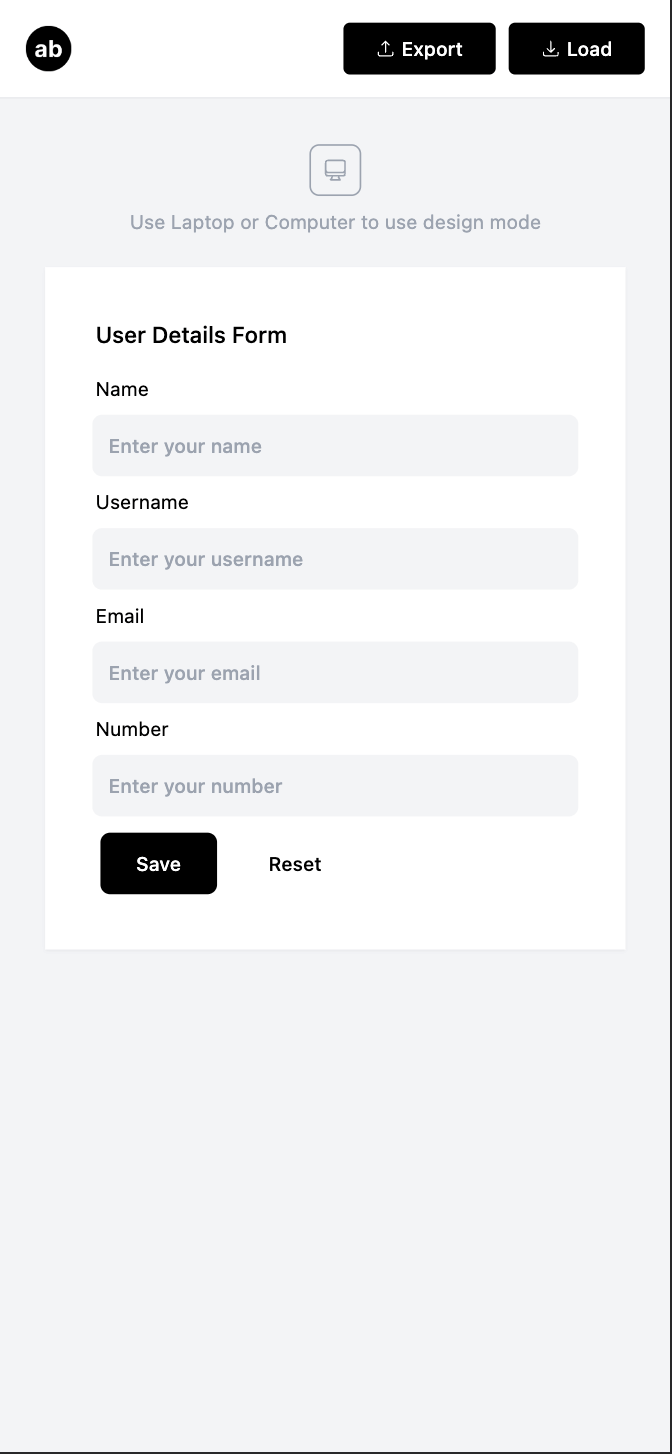 ab
Export
Load
Use Laptop or Computer to use design mode
User Details Form
Name
Enter your name
Username
Enter your username
Email
Enter your email
Number
Enter your number
Save
Reset